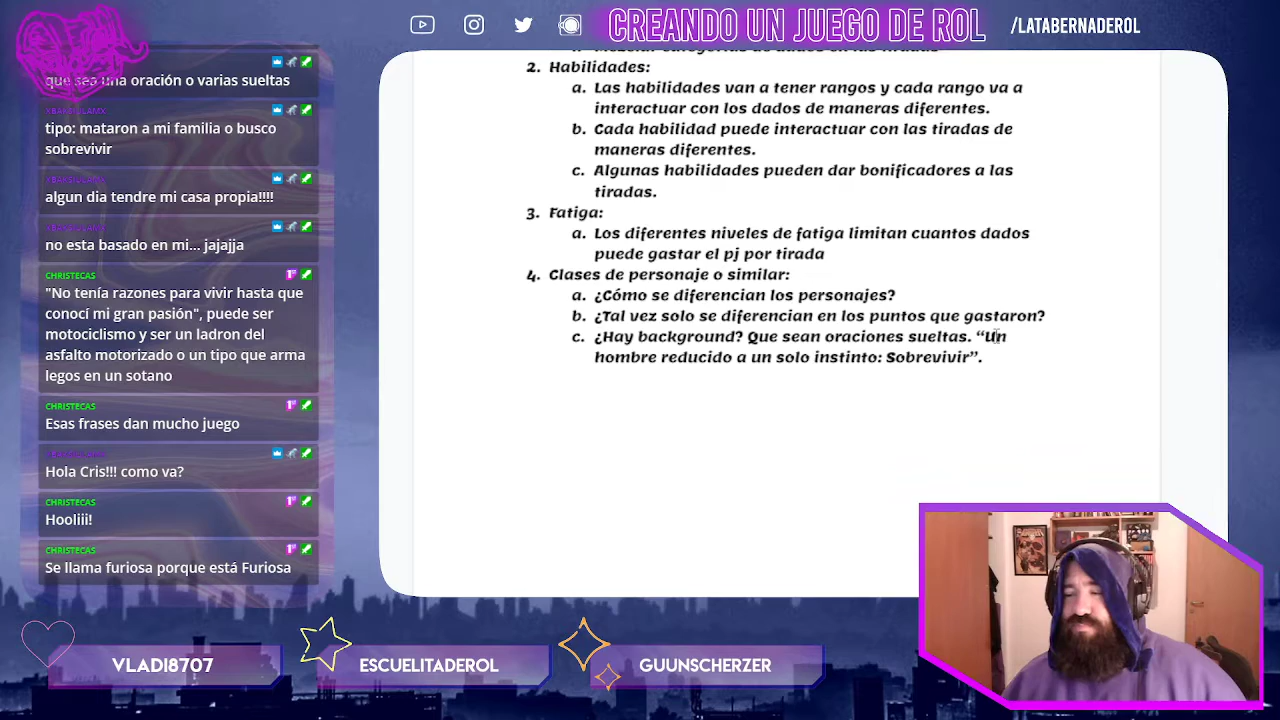 CREANDO UN JUEGO DE ROL
/LATABERNADEROL
que sea una oración o varias sueltas
XBAKSIULAMX
tipo: mataron a mi familia o busco
sobrevivir
XBAKSIULAMX
algun dia tendre mi casa propia!!!!
no esta basado en mi... jajajja
CHRISTECAS
"No tenía razones para vivir hasta que
conocí mi gran pasión", puede ser
motociclismo y ser un ladron del
asfalto motorizado o un tipo que arma
legos en un sotano
CHRISTECAS
Esas frases dan mucho juego
Hola Cris!!! como va?
CHRISTECAS
Hooliii!
CHRISTECAS
Se llama furiosa porque está Furiosa
2. Habilidades:
a. Las habilidades van a tener rangos y cada rango va a
interactuar con los dados de maneras diferentes.
b. Cada habilidad puede interactuar con las tiradas de
maneras diferentes.
c. Algunas habilidades pueden dar bonificadores a las
tiradas.
3. Fatiga:
a. Los diferentes niveles de fatiga limitan cuantos dados
puede gastar el pj por tirada
4. Clases de personaje o similar:
a. ¿Cómo se diferencian los personajes?
b. ¿Tal vez solo se diferencian en los puntos que gastaron?
c. ¿Hay background? Que sean oraciones sueltas. “Un
hombre reducido a un solo instinto: Sobrevivir”.
VLADI8707
ESCUELITADEROL
GUUNSCHERZER